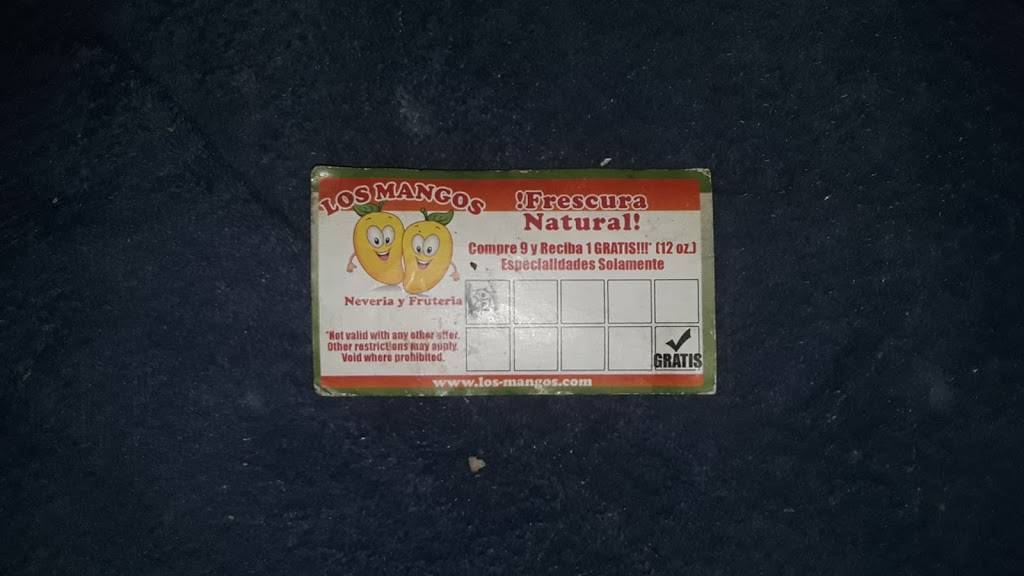 LOS MANGOS
Neveria y Fruteria
*Not valid with any other offer.
Other restrictions may apply.
Void where prohibited.
!Frescura
Natural!
Compre 9 y Reciba 1 GRATIS!!!* (12 oz.)
Especialidades Solamente
GRATIS
www.los-mangos.com